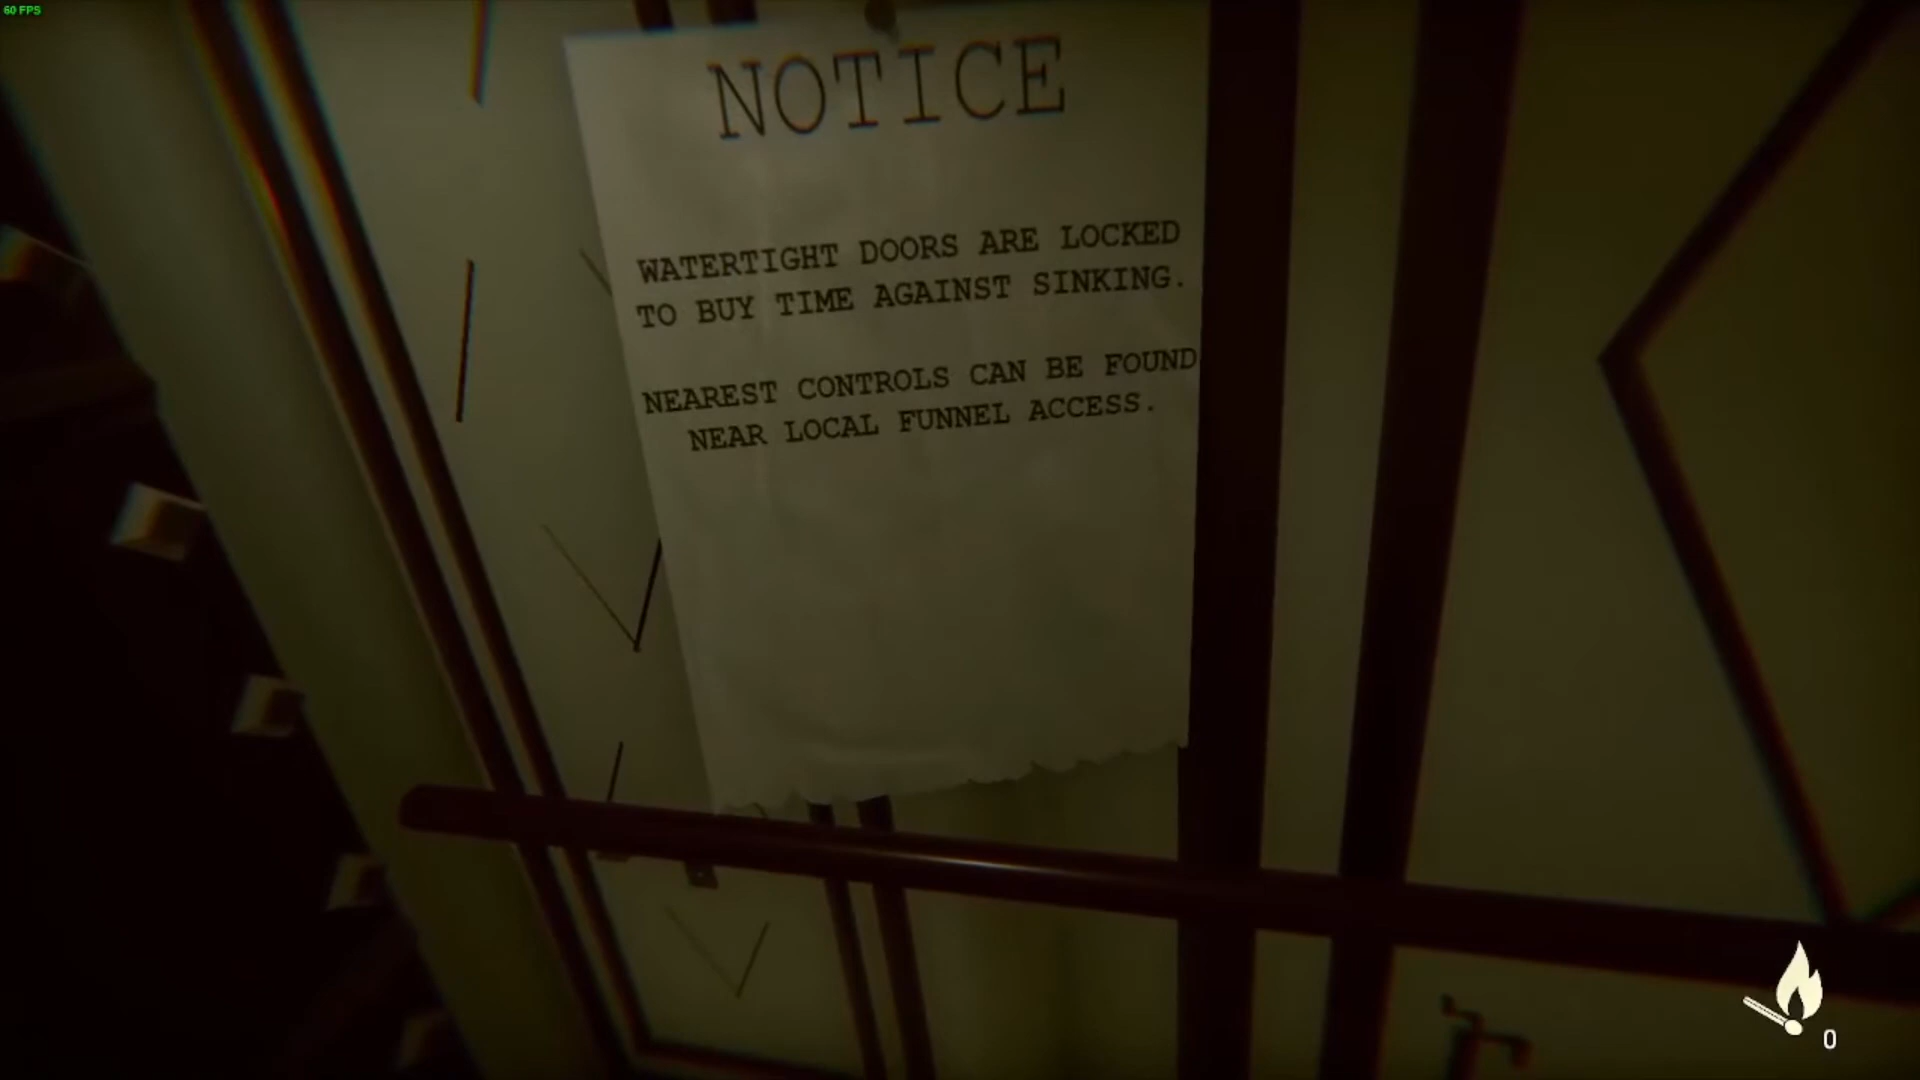 60 FPS
NOTICE
WATERTIGHT DOORS ARE LOCKED
TO BUY TIME AGAINST SINKING.
NEAREST CONTROLS CAN BE FOUND
NEAR LOCAL FUNNEL ACCESS.
0